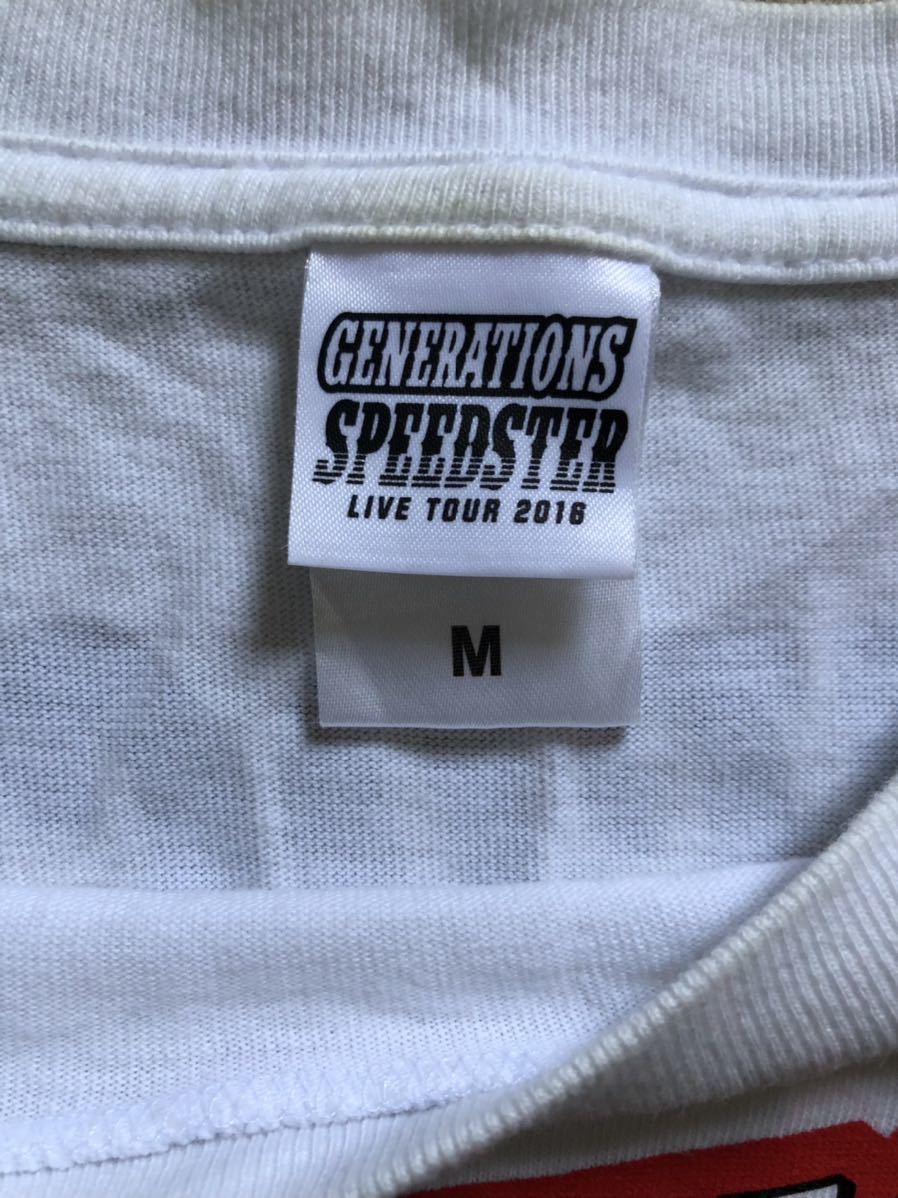 GENERATIONS
SPEEDSTER
LIVE TOUR 2016
M